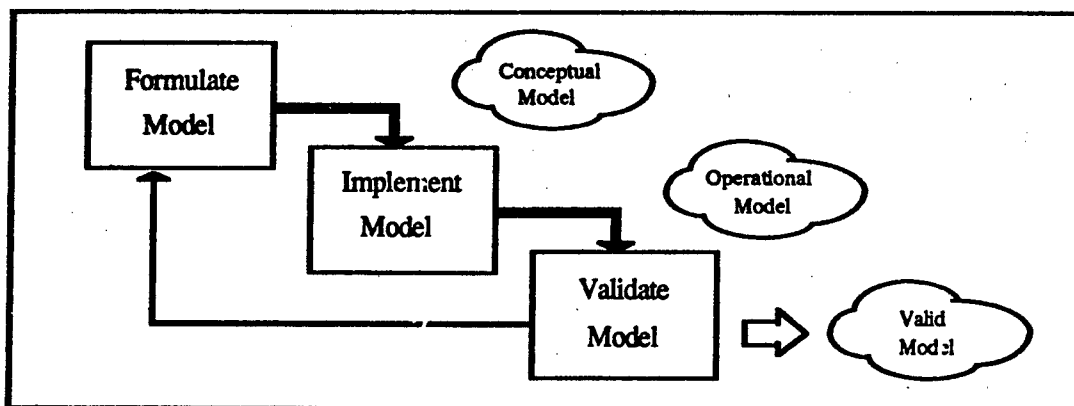 Formulate
Model
Conceptual
Model
Implement
Model
Operational
Model
Validate
Model
Valid
Model